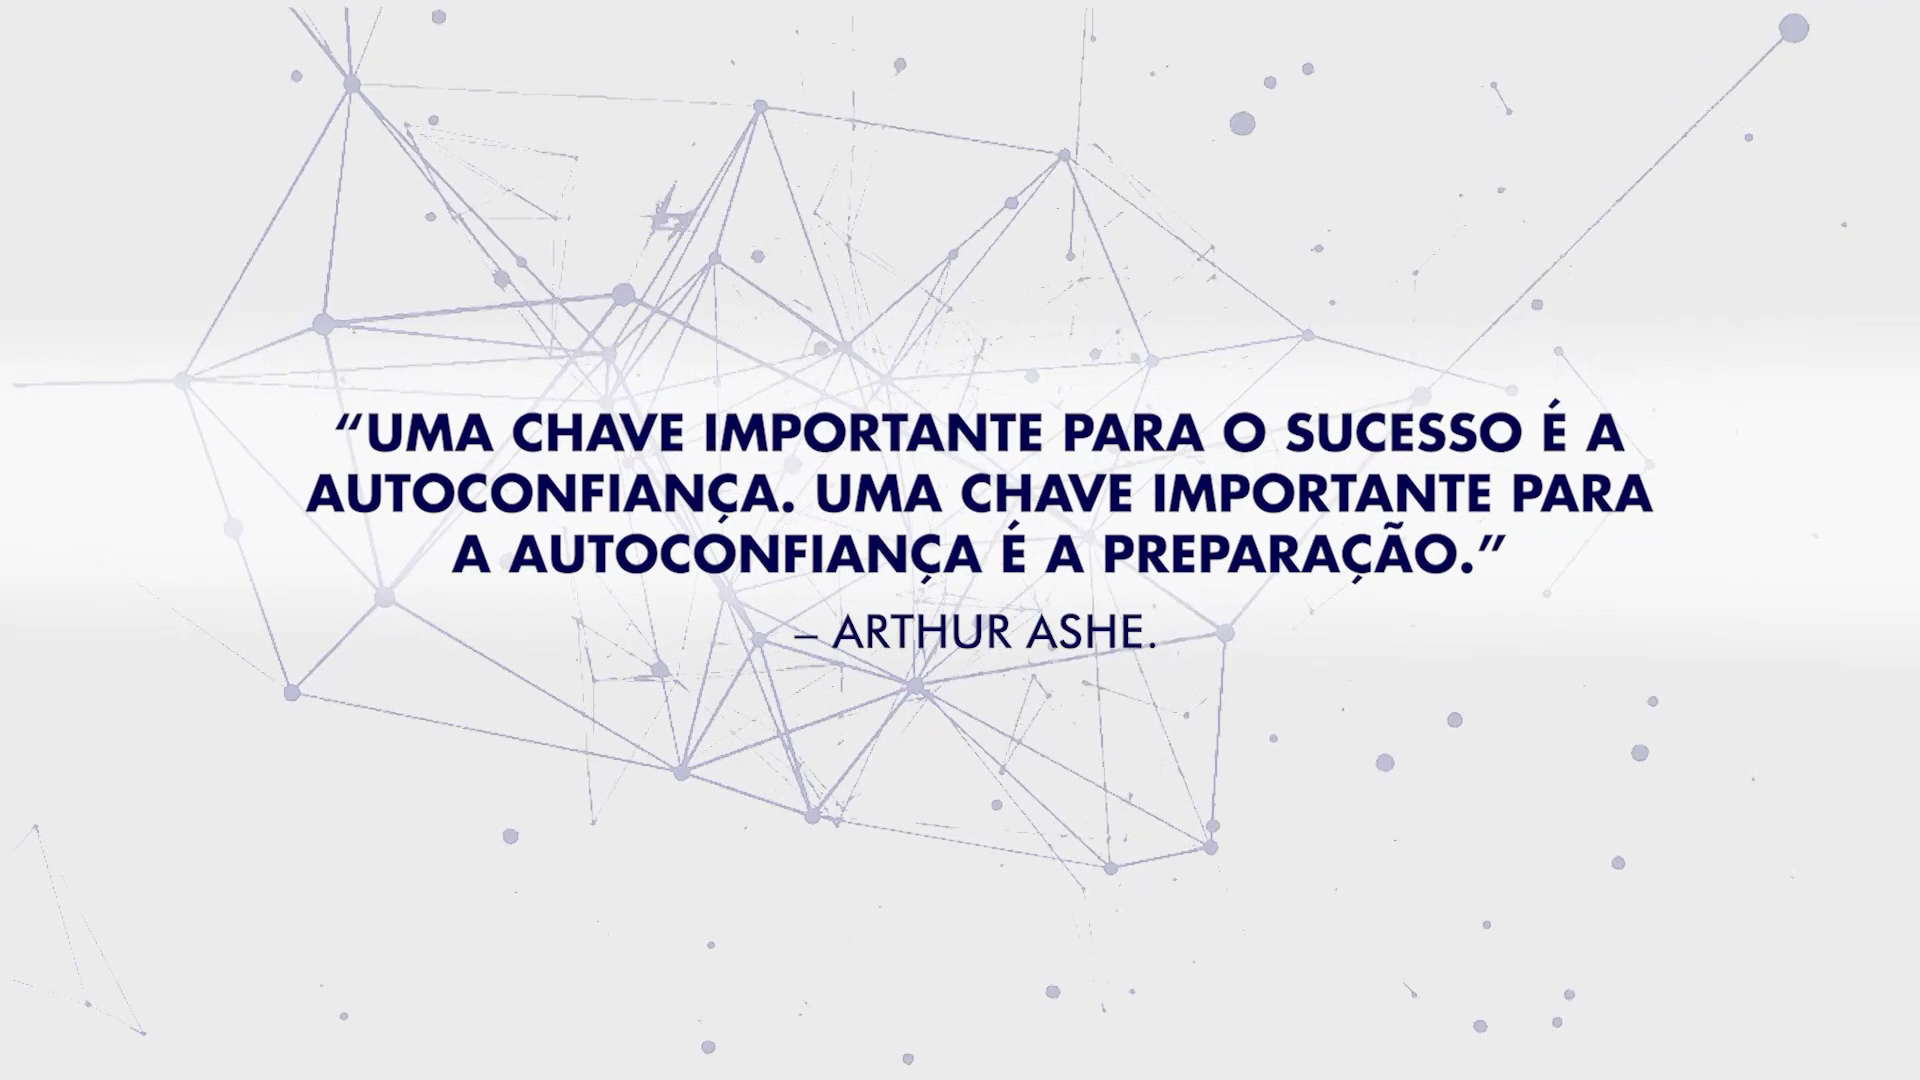 “UMA CHAVE IMPORTANTE PARA O SUCESSO É A
AUTOCONFIANÇA. UMA CHAVE IMPORTANTE PARA
A AUTOCONFIANÇA É A PREPARAÇÃO.”
– ARTHUR ASHE.